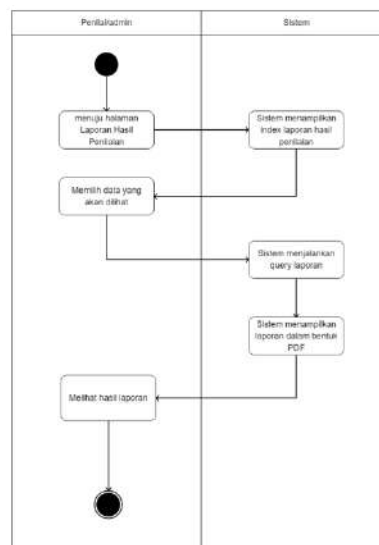 Penilai/admin
Sistem
menuju halaman
Laporan Hasil
Penilaian
Sistem menampilkan
index laporan hasil
penilaian
Memilih data yang
akan dilihat
Sistem menjalankan
query laporan
Sistem menampilkan
laporan dalam bentuk
PDF
Melihat hasil laporan